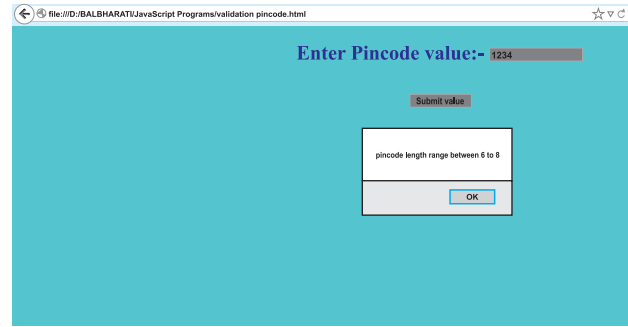 file:///D:/BALBHARATI/JavaScript Programs/validation pincode.html
Enter Pincode value:- 1234
Submit value
pincode length range between 6 to 8
OK